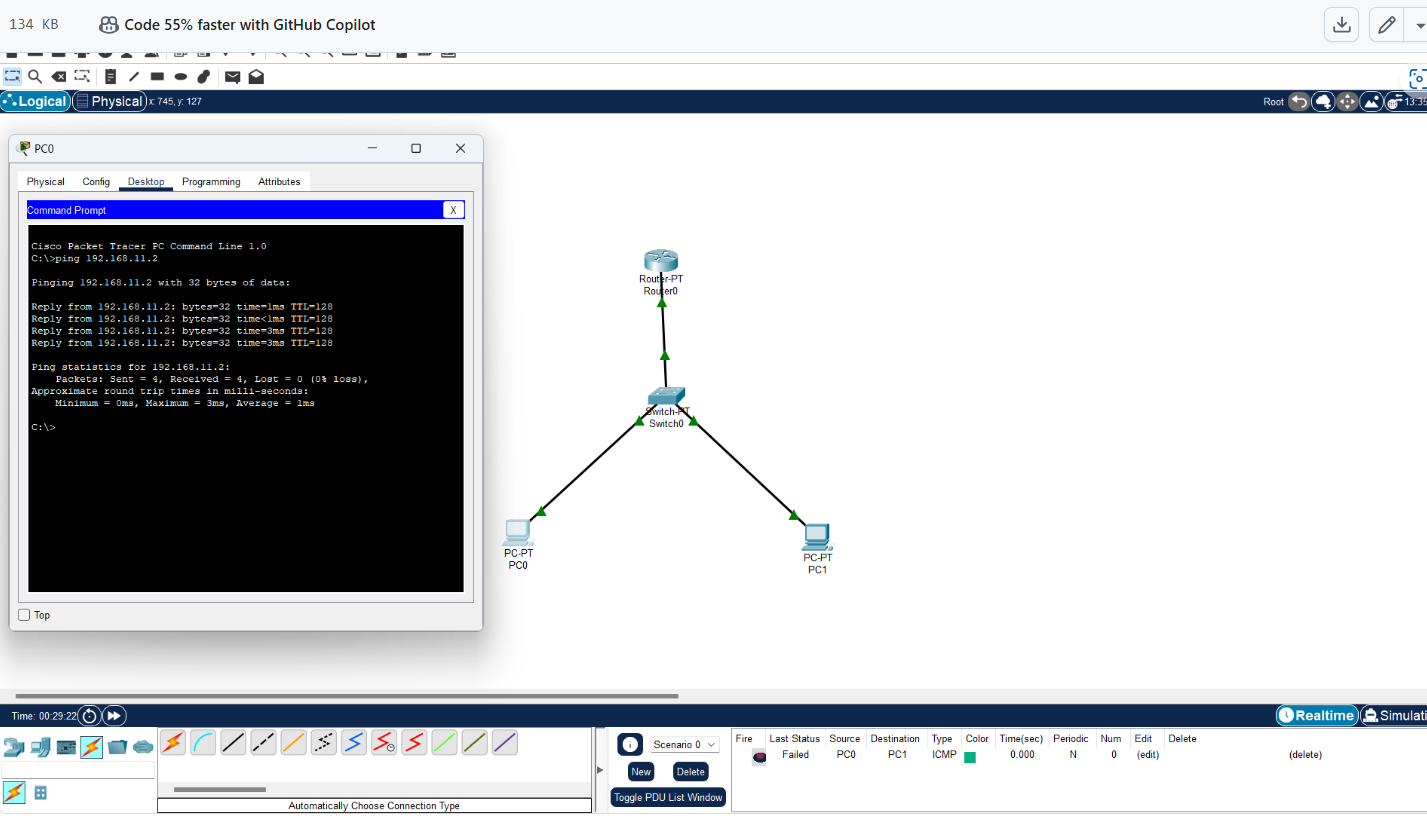 134 KB
Code 55% faster with GitHub Copilot
Logical
Physical
x: 745, y: 127
Root
13:35
PC0
Physical Config Desktop Programming Attributes
Command Prompt
X
Cisco Packet Tracer PC Command Line 1.0
C:\>ping 192.168.11.2
Pinging 192.168.11.2 with 32 bytes of data:
Reply from 192.168.11.2: bytes=32 time=1ms TTL=128
Reply from 192.168.11.2: bytes=32 time<1ms TTL=128
Reply from 192.168.11.2: bytes=32 time=3ms TTL=128
Reply from 192.168.11.2: bytes=32 time=3ms TTL=128
Ping statistics for 192.168.11.2:
Packets: Sent = 4, Received = 4, Lost = 0 (0% loss),
Approximate round trip times in milli-seconds:
Minimum = 0ms, Maximum = 3ms, Average = 1ms
C:\>
Top
Router-PT
Router0
Switch-PT
Switch0
PC-PT
PC0
PC-PT
PC1
Time: 00:29:22
Realtime
Simulati
Automatically Choose Connection Type
Scenario 0
New
Delete
Toggle PDU List Window
Fire Last Status Source Destination Type Color Time(sec) Periodic Num Edit Delete
Failed PC0 PC1 ICMP 0.000 N 0 (edit) (delete)